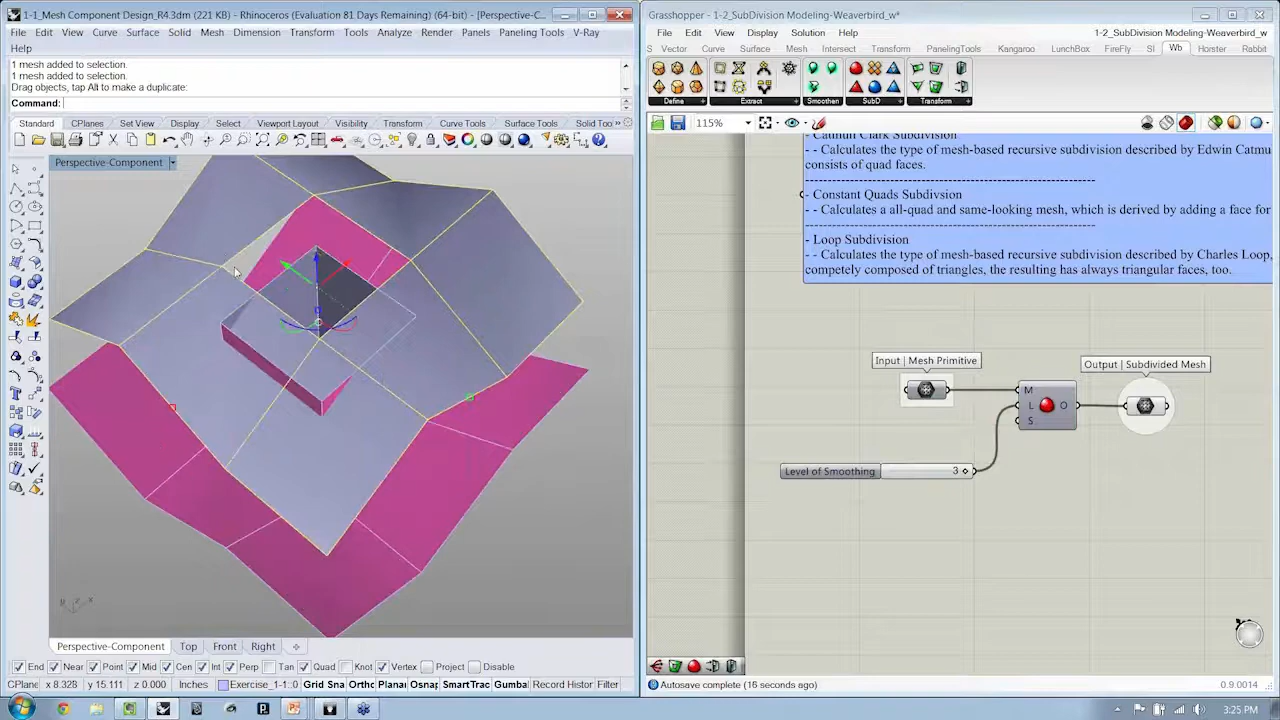 1-1_Mesh Component Design_R4.3dm (221 KB) - Rhinoceros (Evaluation 81 Days Remaining) (64-bit) - [Perspective-C...
File Edit View Curve Surface Solid Mesh Dimension Transform Tools Analyze Render Panels Paneling Tools V-Ray
Help
1 mesh added to selection.
1 mesh added to selection.
Drag objects, tap Alt to make a duplicate:
Command:
Standard CPlanes Set View Display Select Viewport Layout Visibility Transform Curve Tools Surface Tools Solid Too »
Perspective-Component
Perspective-Component Top Front Right
End Near Point Mid Cen Int Perp Tan Quad Knot Vertex Project Disable
CPlane x 8.328 y 15.111 z 0.000 Inches Exercise_1-1::0 Grid Sna Ortho Planar Osnap SmartTrac Gumba Record Histor Filter
Grasshopper - 1-2_SubDivision Modeling-Weaverbird_w*
File Edit View Display Solution Help 1-2_SubDivision Modeling-Weaverbird_w
S Vector Curve Surface Mesh Intersect Transform PanelingTools Kangaroo LunchBox FireFly SI Wb Horster Rabbit
Define Extract Smoothen SubD Transform
115%
- Catmull Clark Subdivision
- - Calculates the type of mesh-based recursive subdivision described by Edwin Catmu
consists of quad faces.
- Constant Quads Subdivsion
- - Calculates a all-quad and same-looking mesh, which is derived by adding a face for
- Loop Subdivision
- - Calculates the type of mesh-based recursive subdivision described by Charles Loop,
competely composed of triangles, the resulting has always triangular faces, too.
Input | Mesh Primitive
Output | Subdivided Mesh
M
L O
S
Level of Smoothing 3
Autosave complete (16 seconds ago) 0.9.0014
3:25 PM